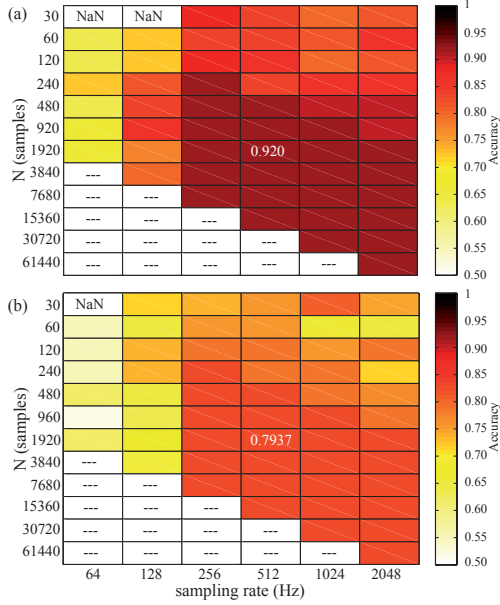 (a)
30 NaN NaN
60
120
240
480
920
1920 0.920
3840 ---
7680 --- ---
15360 --- --- ---
30720 --- --- --- ---
61440 --- --- --- --- ---
N (samples)
1
0.95
0.90
0.85
0.80
0.75
0.70
0.65
0.60
0.55
0.50
Accuracy
(b)
30 NaN
60
120
240
480
960
1920 0.7937
3840 ---
7680 --- ---
15360 --- --- ---
30720 --- --- --- ---
61440 --- --- --- --- ---
N (samples)
64 128 256 512 1024 2048
sampling rate (Hz)
1
0.95
0.90
0.85
0.80
0.75
0.70
0.65
0.60
0.55
0.50
Accuracy